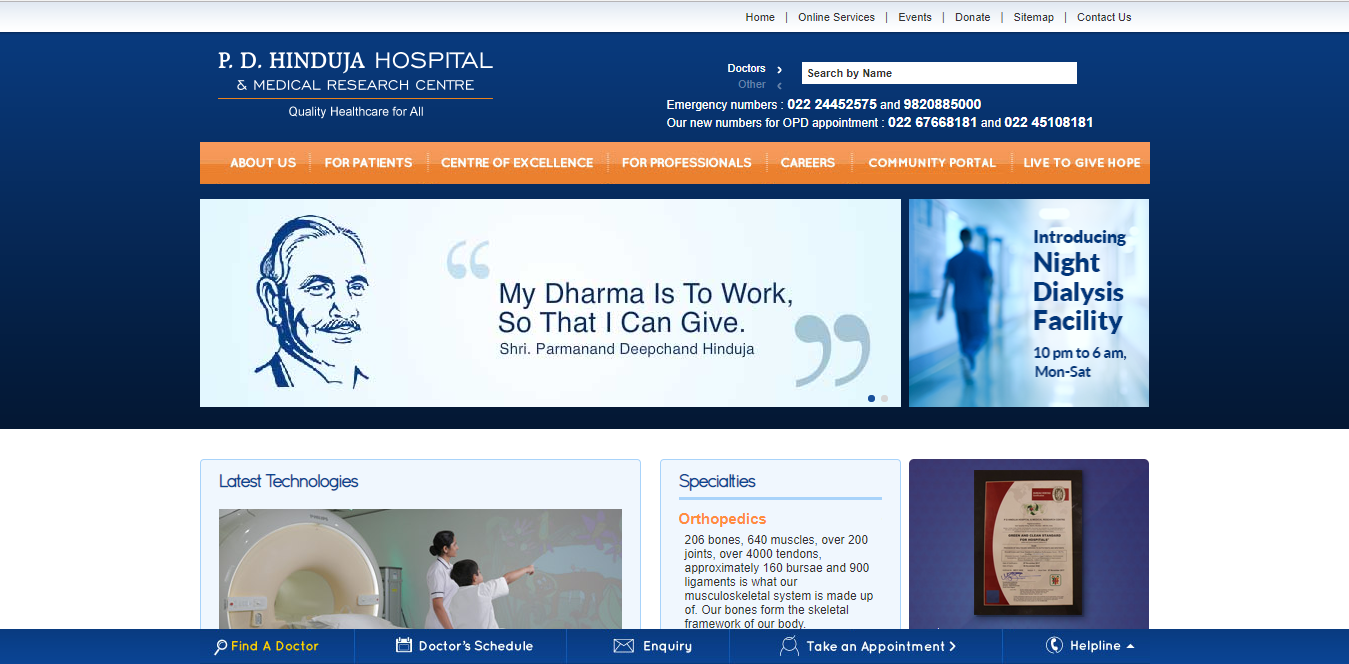 Home | Online Services | Events | Donate | Sitemap | Contact Us
P. D. HINDUJA HOSPITAL
& MEDICAL RESEARCH CENTRE
Quality Healthcare for All
Doctors ›
Other ‹
Search by Name
Emergency numbers : 022 24452575 and 9820885000
Our new numbers for OPD appointment : 022 67668181 and 022 45108181
ABOUT US
FOR PATIENTS
CENTRE OF EXCELLENCE
FOR PROFESSIONALS
CAREERS
COMMUNITY PORTAL
LIVE TO GIVE HOPE
“My Dharma Is To Work,
So That I Can Give.”
Shri. Parmanand Deepchand Hinduja
Introducing
Night
Dialysis
Facility
10 pm to 6 am,
Mon-Sat
Latest Technologies
Specialties
Orthopedics
206 bones, 640 muscles, over 200
joints, over 4000 tendons,
approximately 160 bursae and 900
ligaments is what our
musculoskeletal system is made up
of. Our bones form the skeletal
framework of our body.
GREEN AND CLEAN STANDARD
FOR HOSPITALS
Find A Doctor
Doctor's Schedule
Enquiry
Take an Appointment ›
Helpline